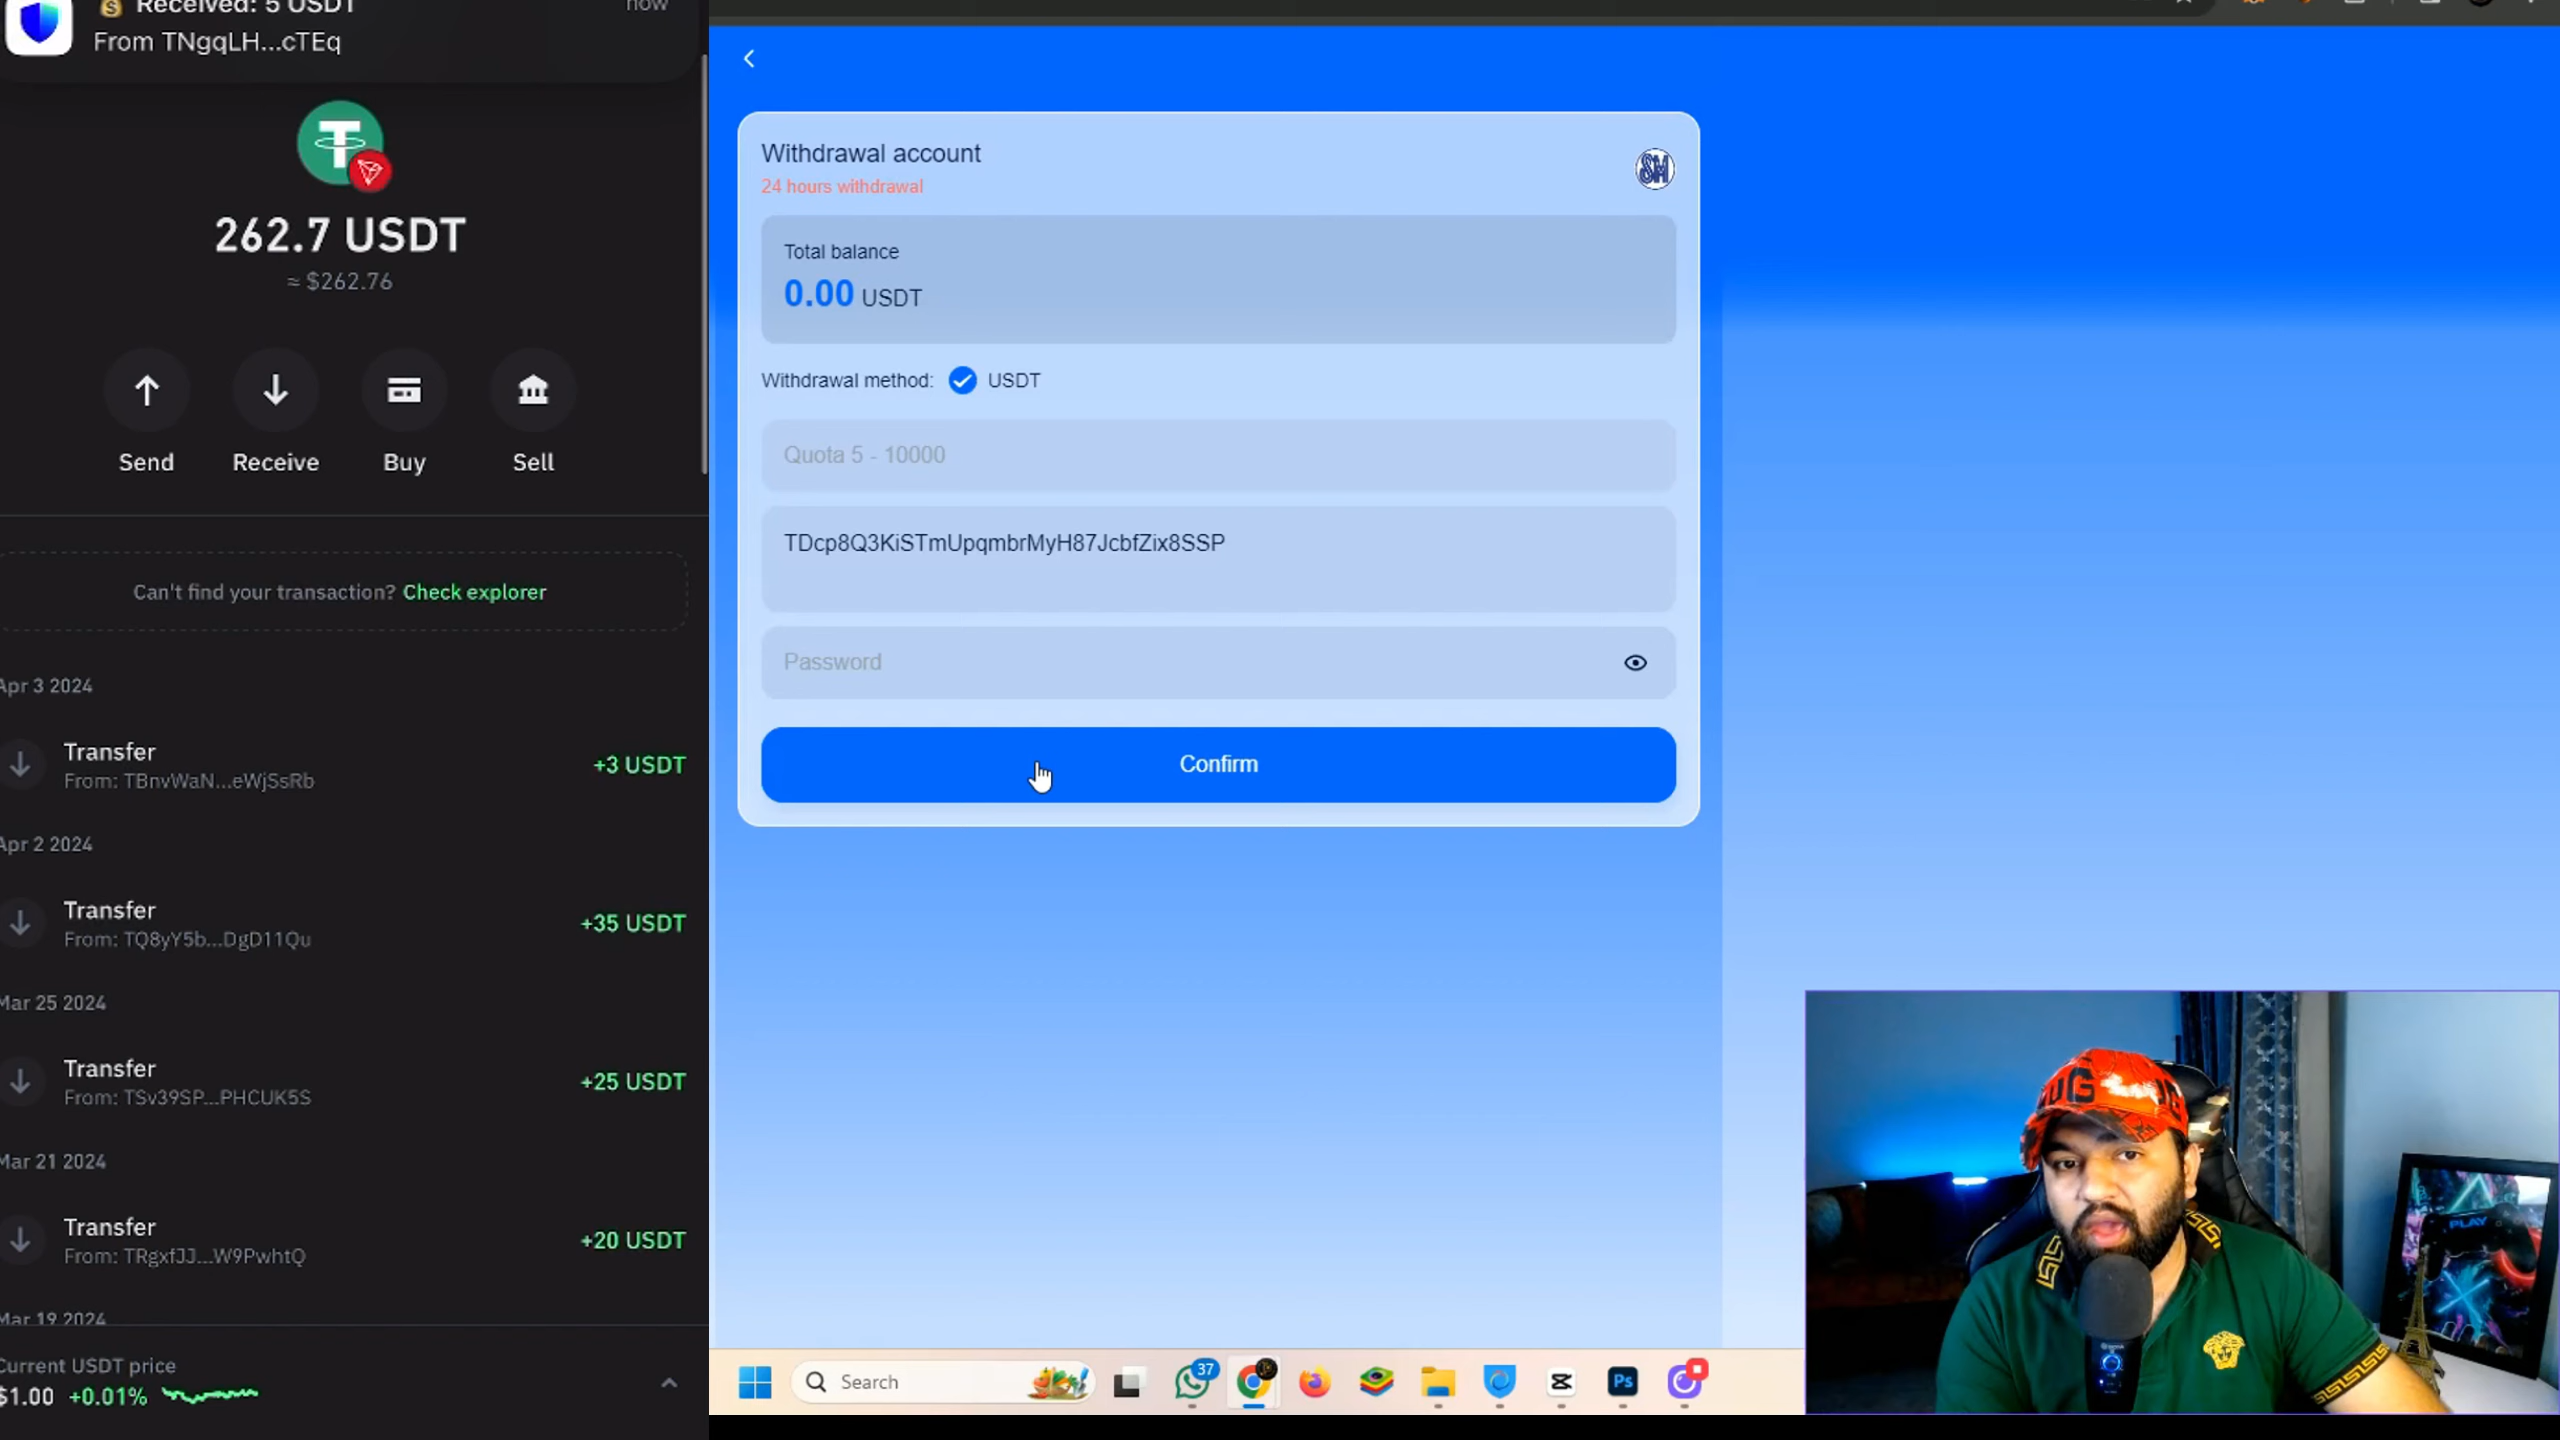 Received: 5 USDT
now
From TNgqLH...cTEq
262.7 USDT
≈ $262.76
Send
Receive
Buy
Sell
Can't find your transaction? Check explorer
Apr 3 2024
Transfer
+3 USDT
From: TBnvWaN...eWjSsRb
Apr 2 2024
Transfer
+35 USDT
From: TQ8yY5b...DgD11Qu
Mar 25 2024
Transfer
+25 USDT
From: TSv39SP...PHCUK5S
Mar 21 2024
Transfer
+20 USDT
From: TRgxfJJ...W9PwhtQ
Mar 19 2024
Current USDT price
$1.00 +0.01%
Withdrawal account
SM
24 hours withdrawal
Total balance
0.00 USDT
Withdrawal method: USDT
Quota 5 - 10000
TDcp8Q3KiSTmUpqmbrMyH87JcbfZix8SSP
Password
Confirm
Search
37
Ps
PLAY